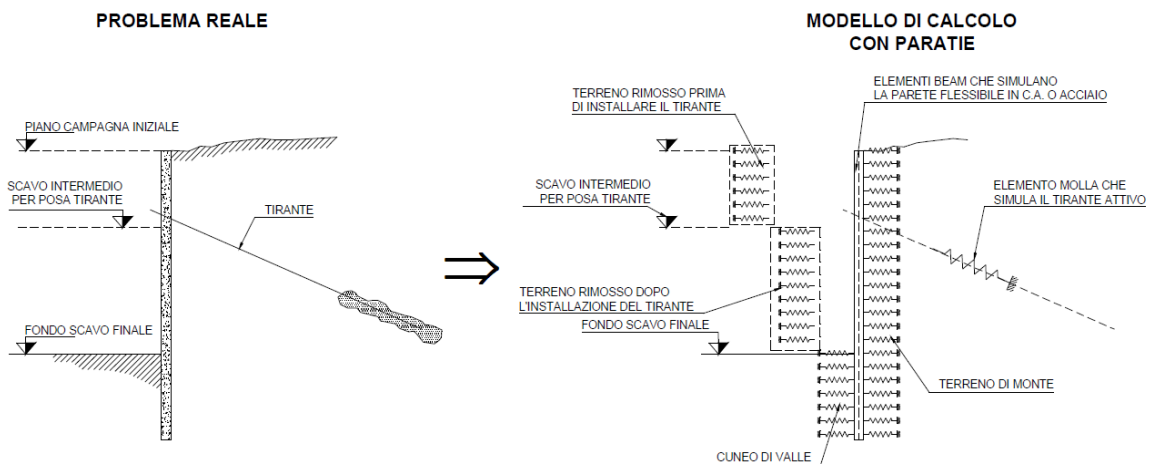 PROBLEMA REALE
PIANO CAMPAGNA INIZIALE
SCAVO INTERMEDIO
PER POSA TIRANTE
TIRANTE
FONDO SCAVO FINALE
MODELLO DI CALCOLO
CON PARATIE
TERRENO RIMOSSO PRIMA
DI INSTALLARE IL TIRANTE
ELEMENTI BEAM CHE SIMULANO
LA PARETE FLESSIBILE IN C.A. O ACCIAIO
SCAVO INTERMEDIO
PER POSA TIRANTE
ELEMENTO MOLLA CHE
SIMULA IL TIRANTE ATTIVO
TERRENO RIMOSSO DOPO
L'INSTALLAZIONE DEL TIRANTE
FONDO SCAVO FINALE
TERRENO DI MONTE
CUNEO DI VALLE